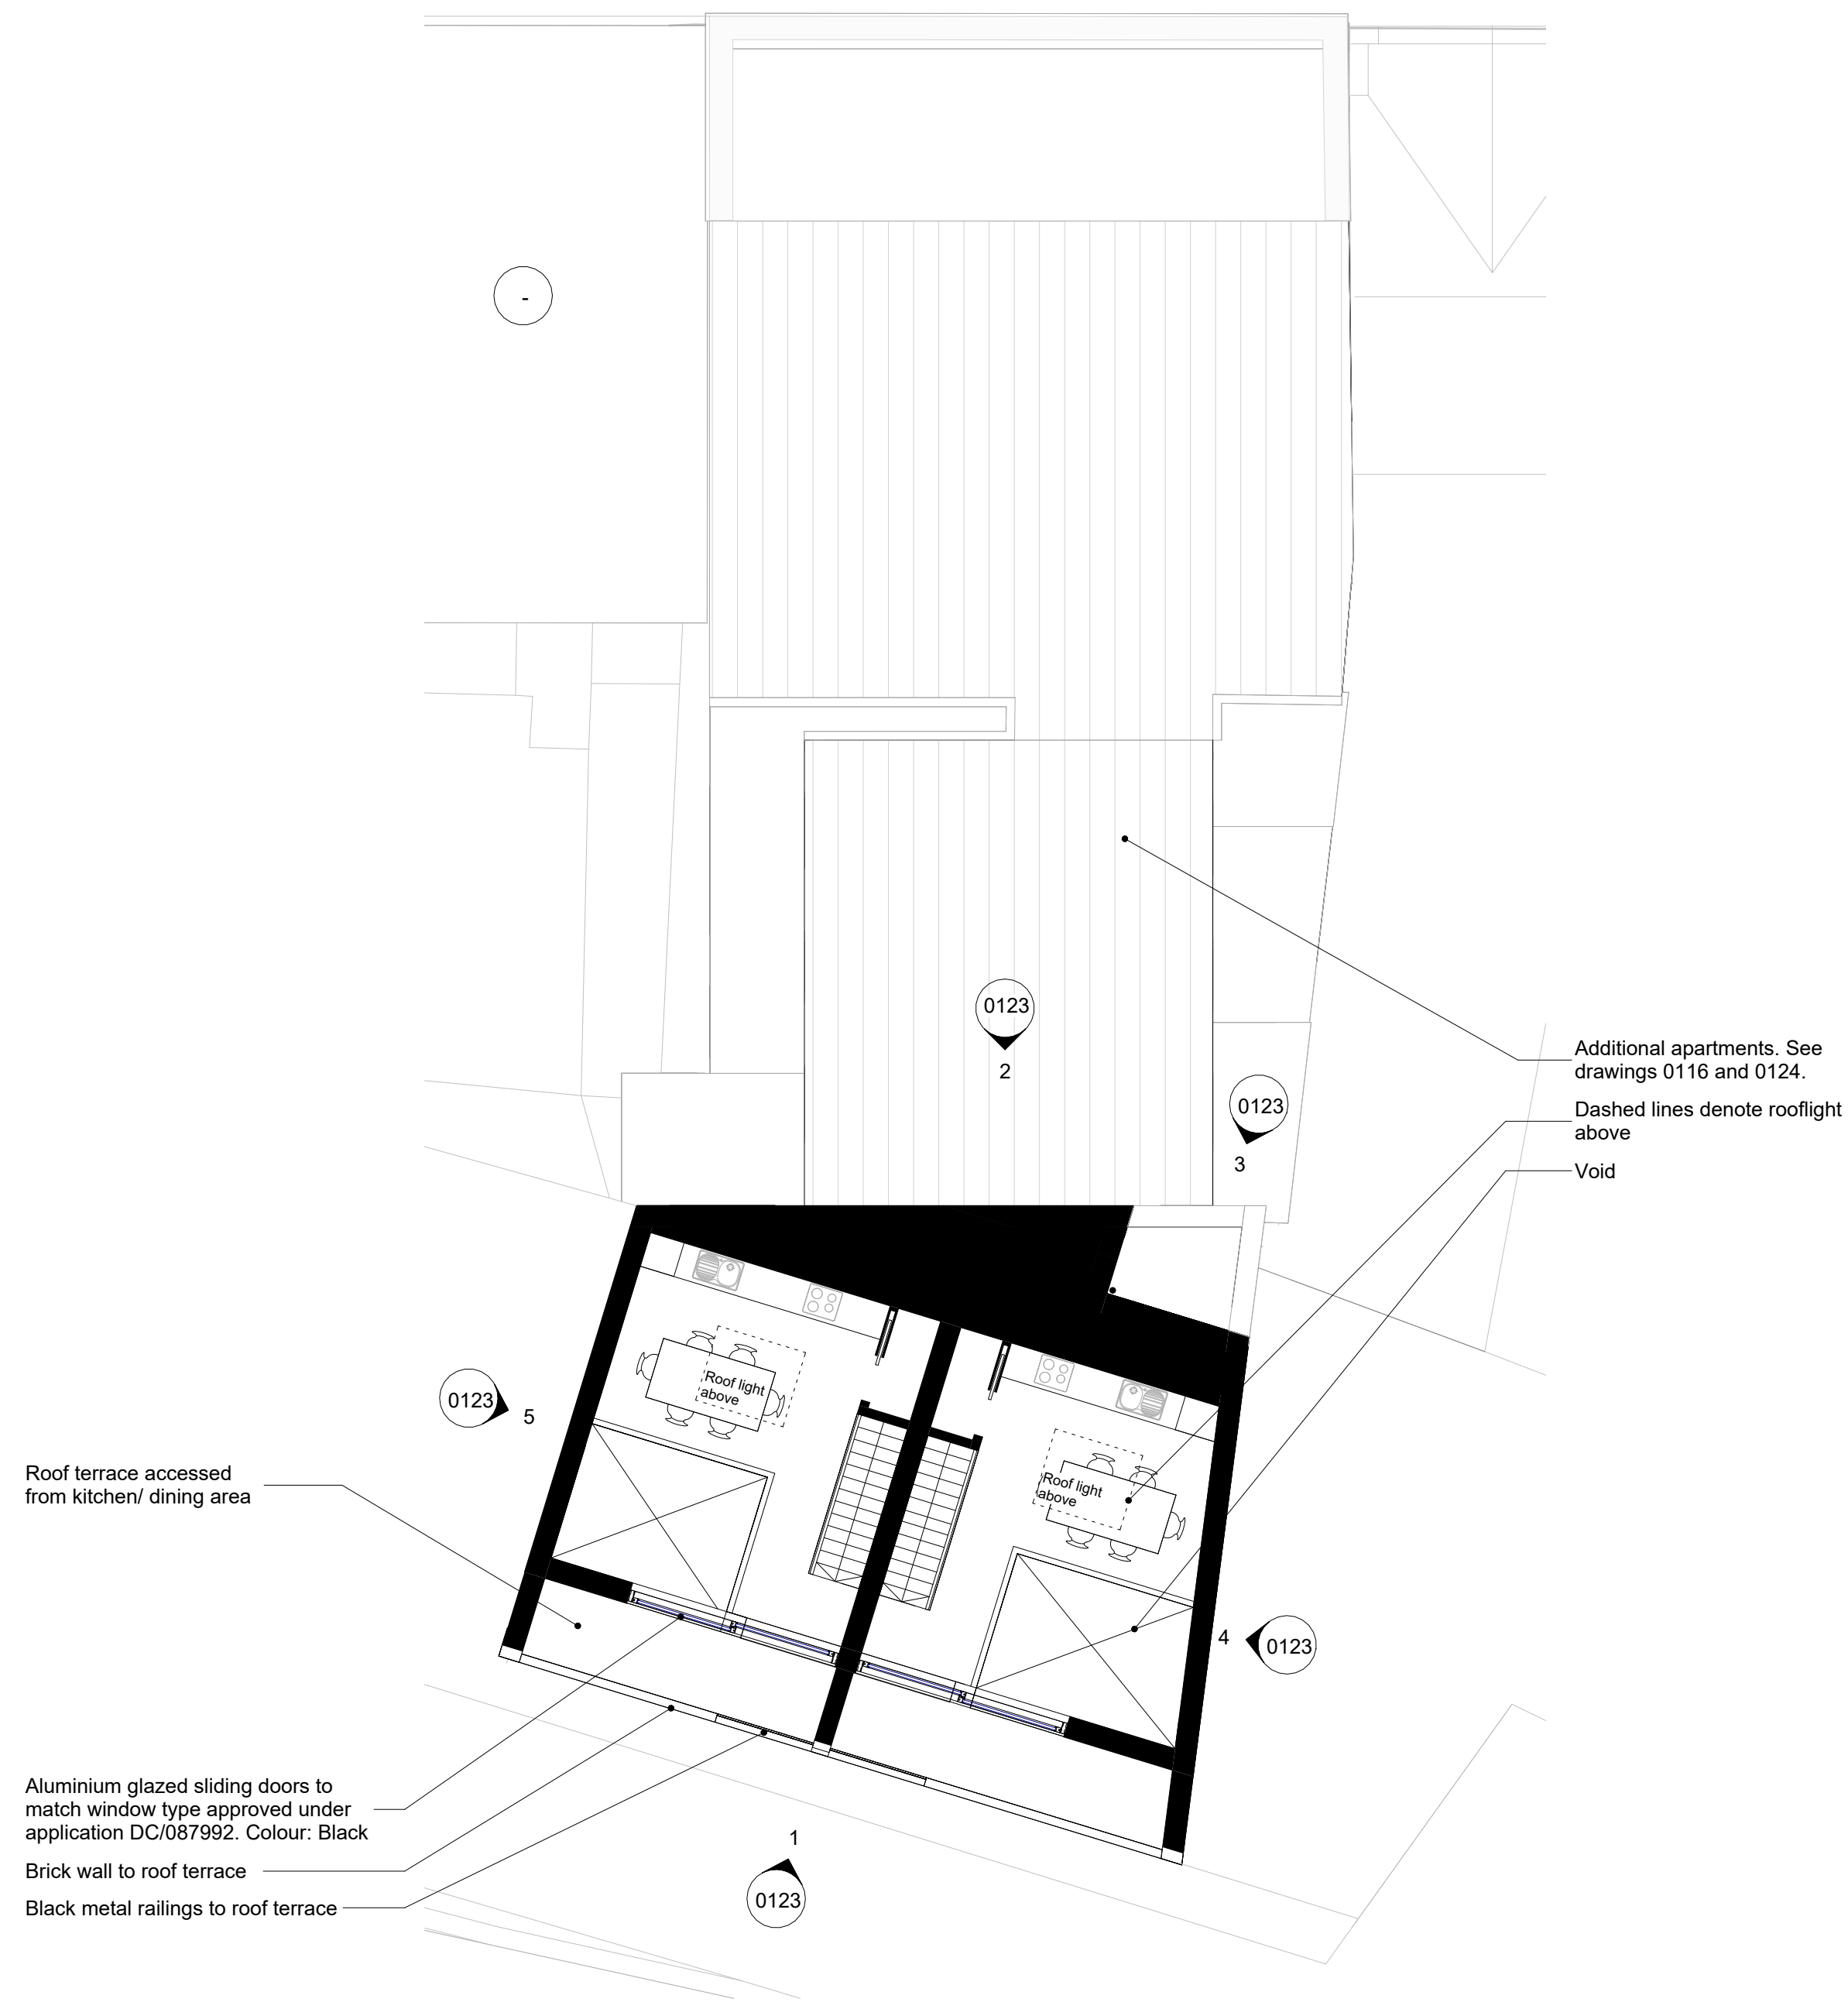 -
0123
2
0123
3
Additional apartments. See
drawings 0116 and 0124.
Dashed lines denote rooflight
above
Void
Roof light
above
0123
5
Roof light
above
Roof terrace accessed
from kitchen/ dining area
4
0123
Aluminium glazed sliding doors to
match window type approved under
application DC/087992. Colour: Black
Brick wall to roof terrace
Black metal railings to roof terrace
1
0123